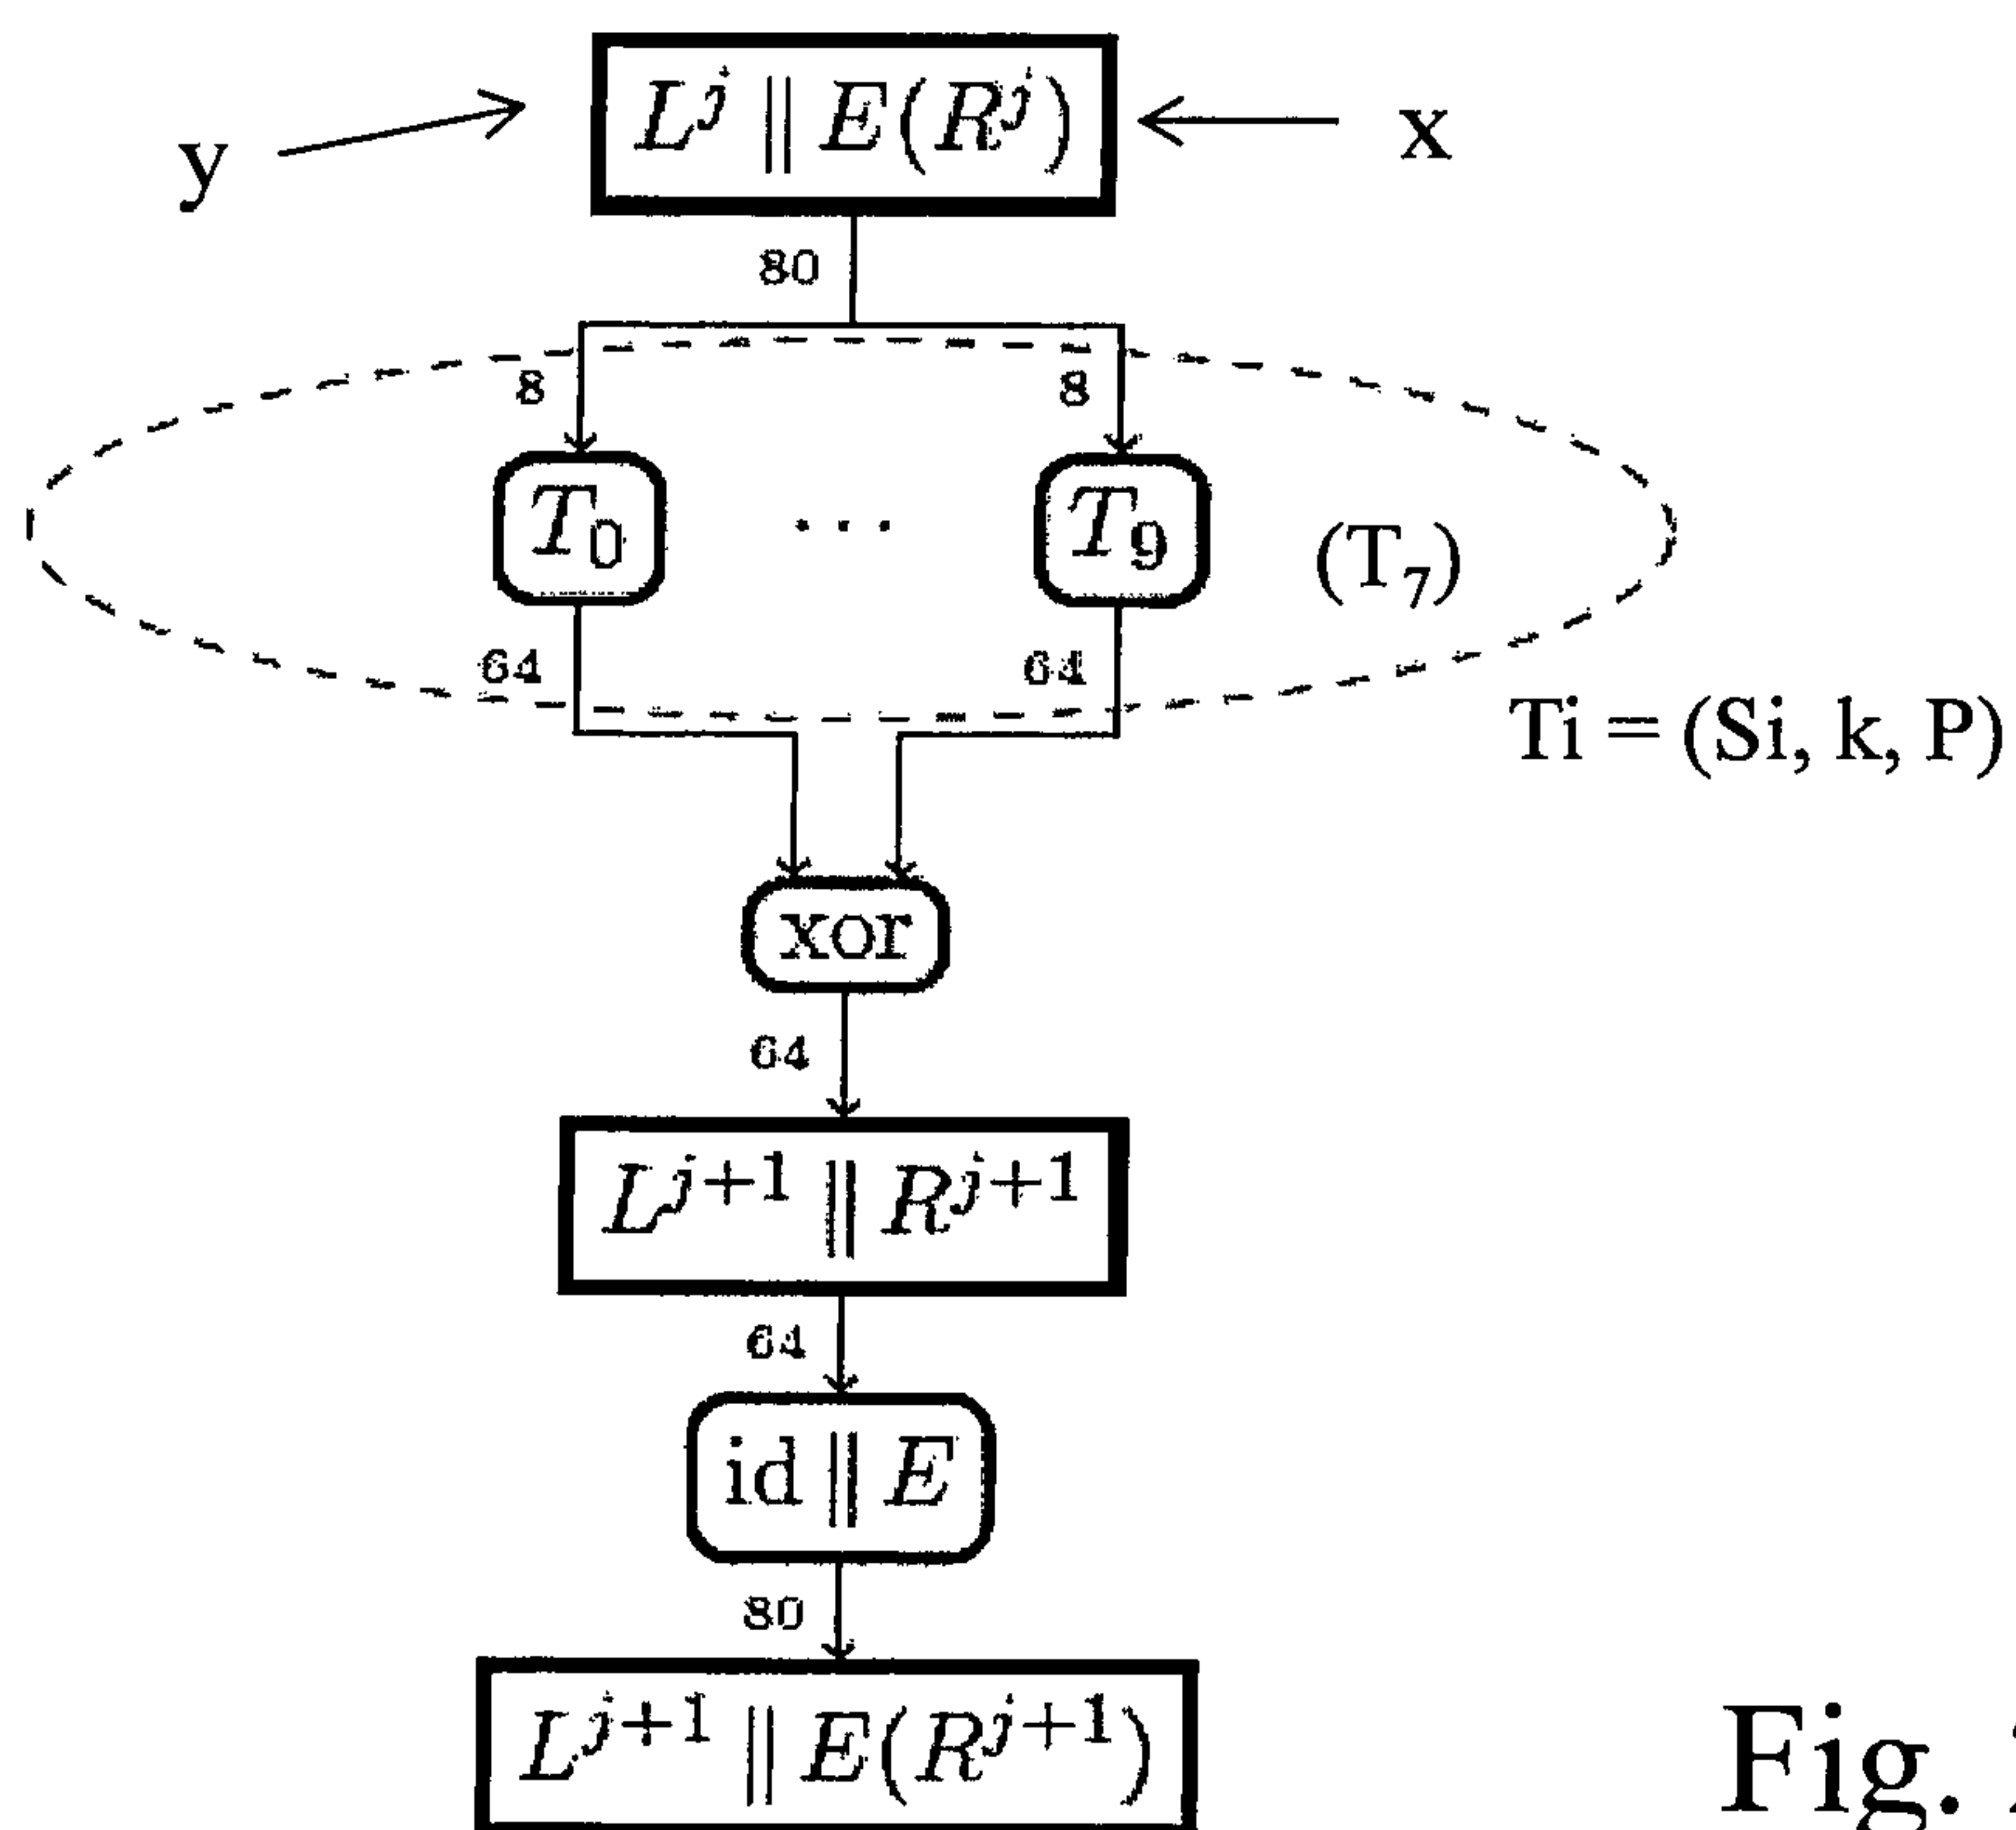 L^j || E(R^j)
y
x
80
8
8
T_0
...
T_9
(T_7)
64
64
Ti = (Si, k, P)
xor
64
L^{j+1} || R^{j+1}
64
id || E
80
L^{j+1} || E(R^{j+1})
Fig.